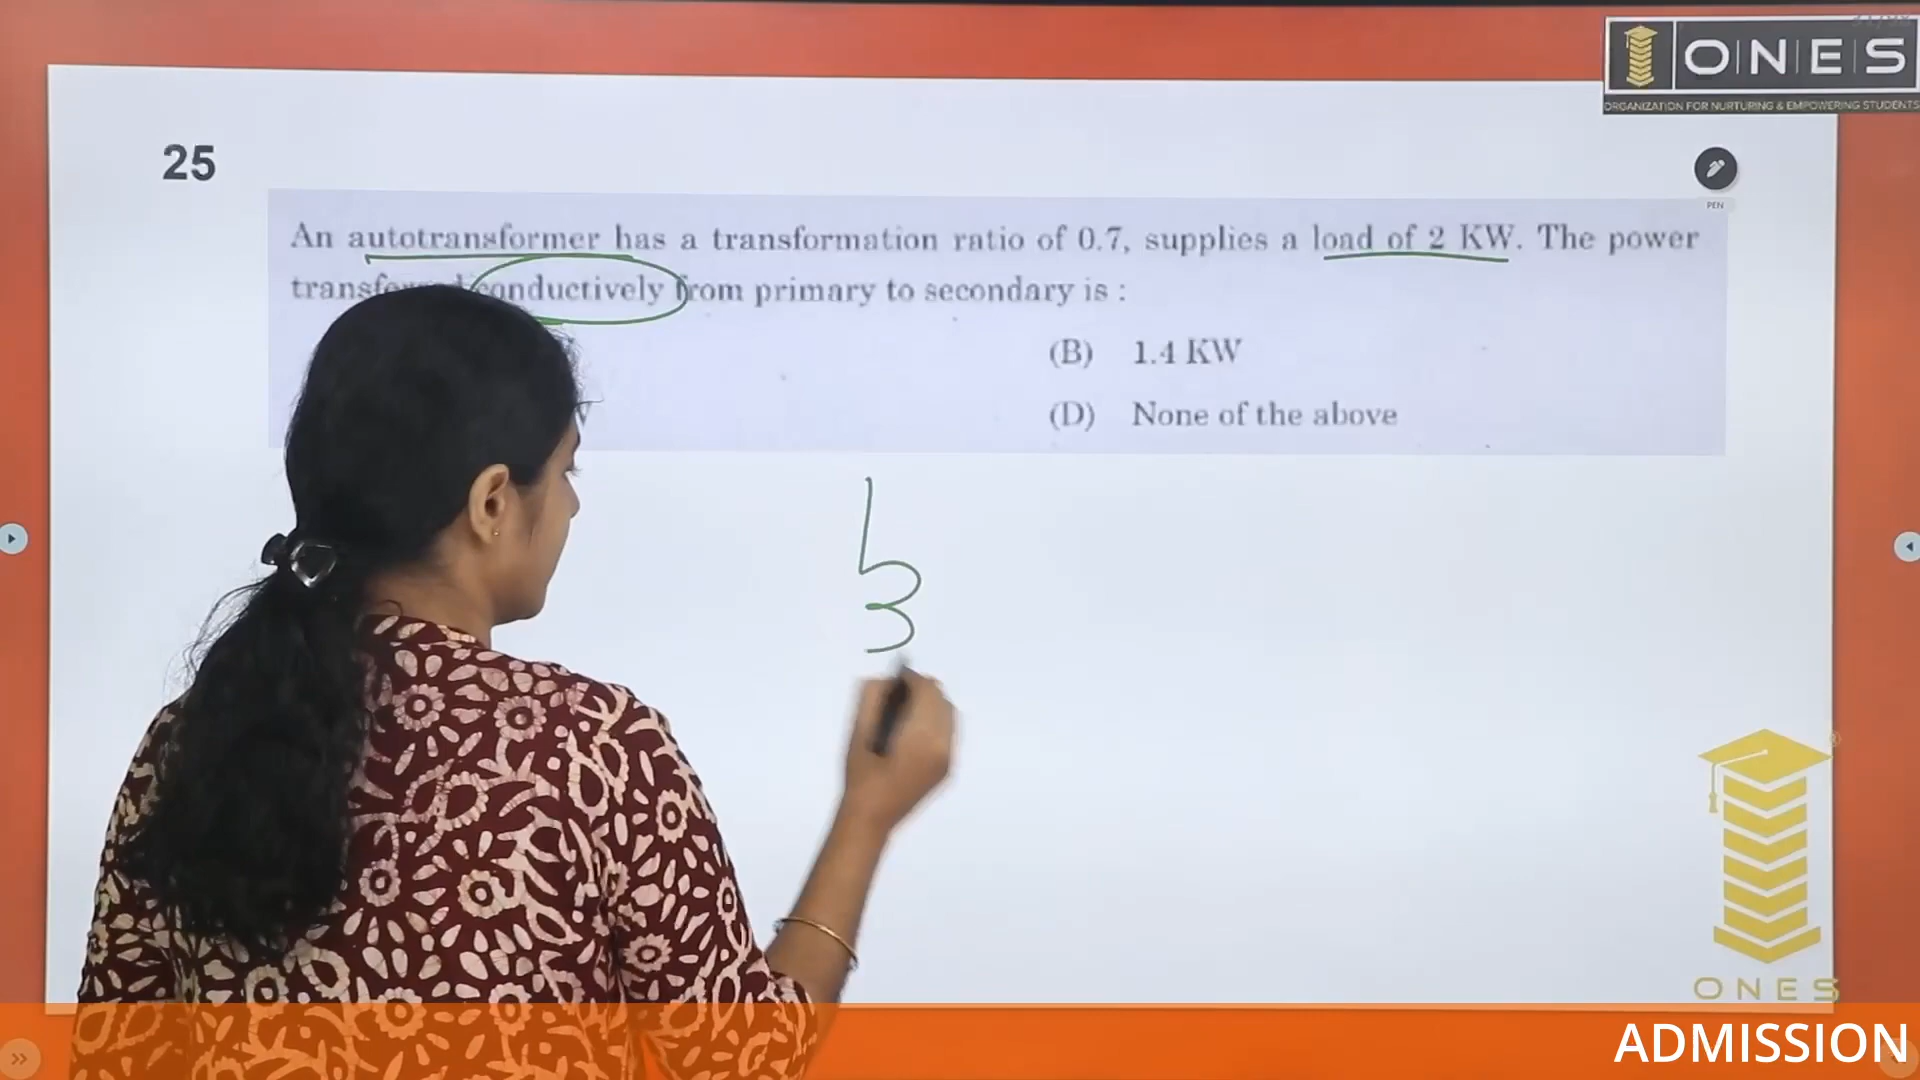 O|N|E|S
ORGANIZATION FOR NURTURING & EMPOWERING STUDENTS
25
PEN
An autotransformer has a transformation ratio of 0.7, supplies a load of 2 KW. The power
conductively from primary to secondary is :
(B) 1.4 KW
(D) None of the above
ONES
ADMISSION